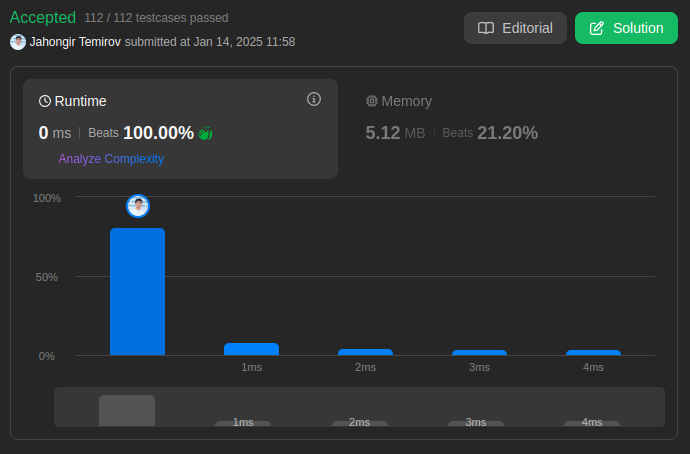 Accepted 112 / 112 testcases passed
Jahongir Temirov submitted at Jan 14, 2025 11:58
Editorial
Solution
Runtime
0 ms Beats 100.00%
Analyze Complexity
Memory
5.12 MB Beats 21.20%
100%
50%
0%
1ms 2ms 3ms 4ms
1ms 2ms 3ms 4ms